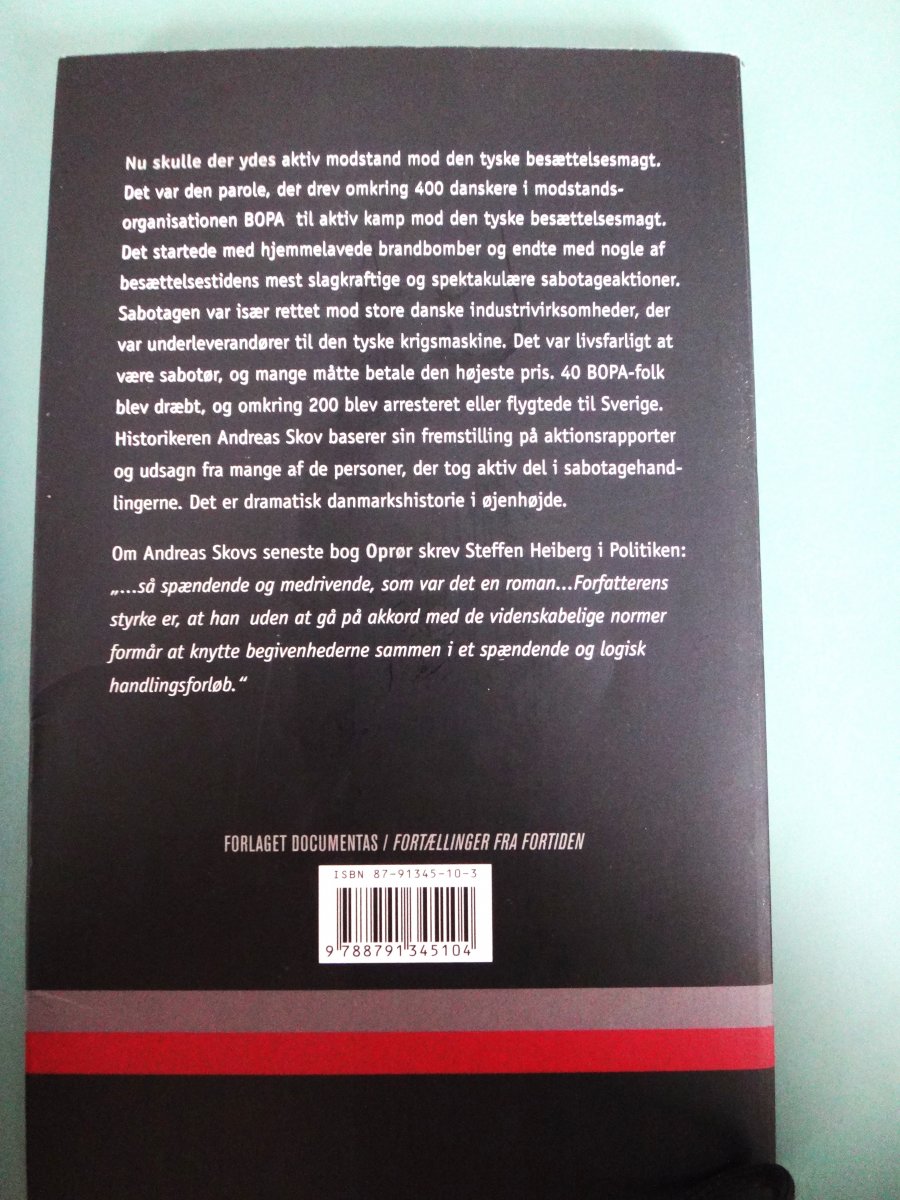 Nu skulle der ydes aktiv modstand mod den tyske besættelsesmagt.
Det var den parole, der drev omkring 400 danskere i modstands-
organisationen BOPA til aktiv kamp mod den tyske besættelsesmagt.
Det startede med hjemmelavede brandbomber og endte med nogle af
besættelsestidens mest slagkraftige og spektakulære sabotageaktioner.
Sabotagen var især rettet mod store danske industrivirksomheder, der
var underleverandører til den tyske krigsmaskine. Det var livsfarligt at
være sabotør, og mange måtte betale den højeste pris. 40 BOPA-folk
blev dræbt, og omkring 200 blev arresteret eller flygtede til Sverige.
Historikeren Andreas Skov baserer sin fremstilling på aktionsrapporter
og udsagn fra mange af de personer, der tog aktiv del i sabotagehand-
lingerne. Det er dramatisk danmarkshistorie i øjenhøjde.
Om Andreas Skovs seneste bog Oprør skrev Steffen Heiberg i Politiken:
„...så spændende og medrivende, som var det en roman...Forfatterens
styrke er, at han uden at gå på akkord med de videnskabelige normer
formår at knytte begivenhederne sammen i et spændende og logisk
handlingsforløb.“
FORLAGET DOCUMENTAS / FORTÆLLINGER FRA FORTIDEN
ISBN 87-91345-10-3
9 788791 345104